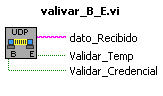 valivar_B_E.vi
UDP
B E
dato_Recibido
Validar_Temp
Validar_Credencial